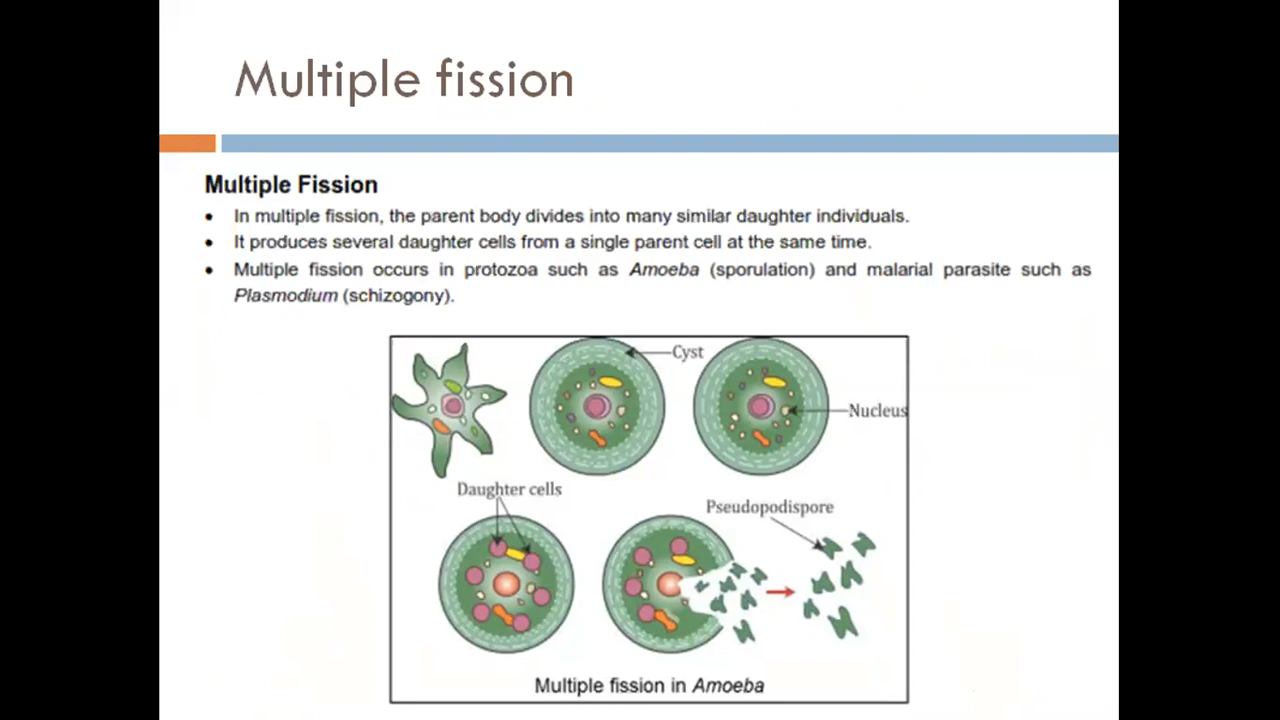 Multiple fission
Multiple Fission
• In multiple fission, the parent body divides into many similar daughter individuals.
• It produces several daughter cells from a single parent cell at the same time.
• Multiple fission occurs in protozoa such as Amoeba (sporulation) and malarial parasite such as
Plasmodium (schizogony).
Cyst
Nucleus
Daughter cells
Pseudopodispore
Multiple fission in Amoeba